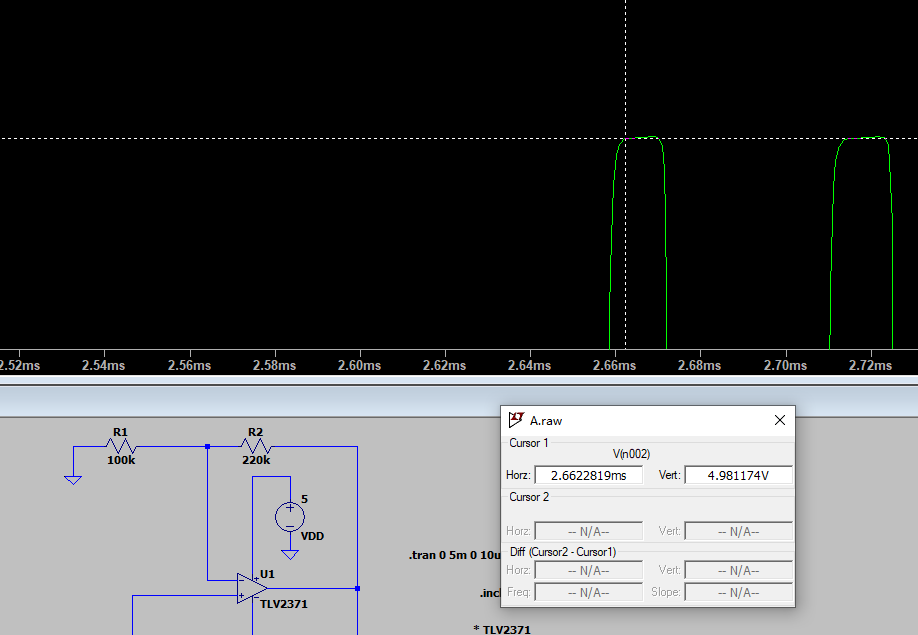 2.52ms 2.54ms 2.56ms 2.58ms 2.60ms 2.62ms 2.64ms 2.66ms 2.68ms 2.70ms 2.72ms
A.raw
Cursor 1
V(n002)
Horz: 2.6622819ms Vert: 4.981174V
Cursor 2
Horz: -- N/A-- Vert: -- N/A--
Diff (Cursor2 - Cursor1)
Horz: -- N/A-- Vert: -- N/A--
Freq: -- N/A-- Slope: -- N/A--
R1 R2
100k 220k
5
VDD
U1
TLV2371
.tran 0 5m 0 10u
.inc
* TLV2371